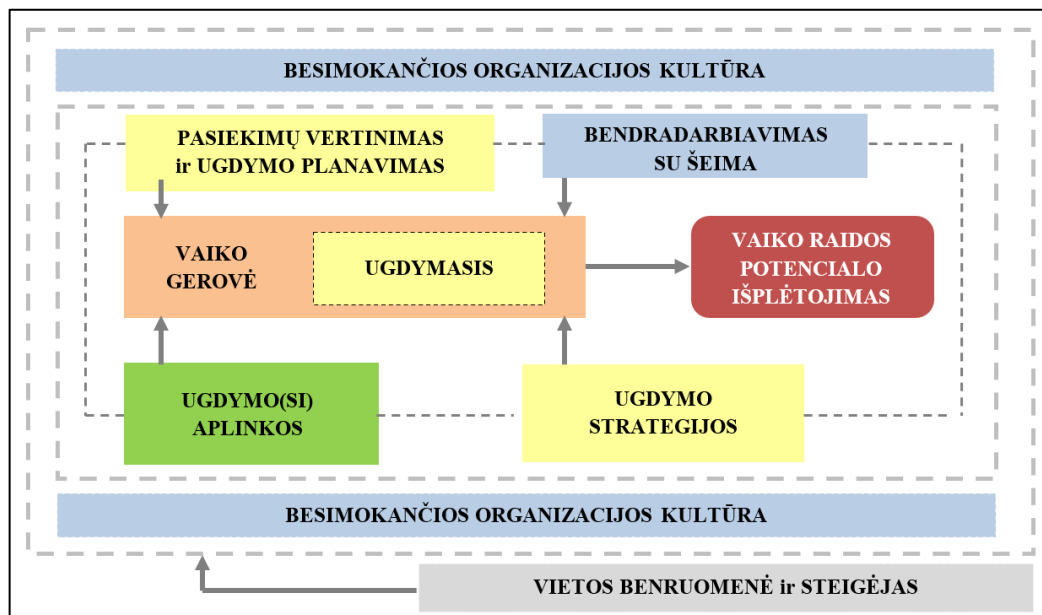 BESIMOKANČIOS ORGANIZACIJOS KULTŪRA
PASIEKIMŲ VERTINIMAS
ir UGDYMO PLANAVIMAS
BENDRADARBIAVIMAS
SU ŠEIMA
VAIKO
GEROVĖ
UGDYMASIS
VAIKO RAIDOS
POTENCIALO
IŠPLĖTOJIMAS
UGDYMO(SI)
APLINKOS
UGDYMO
STRATEGIJOS
BESIMOKANČIOS ORGANIZACIJOS KULTŪRA
VIETOS BENRUOMENĖ ir STEIGĖJAS